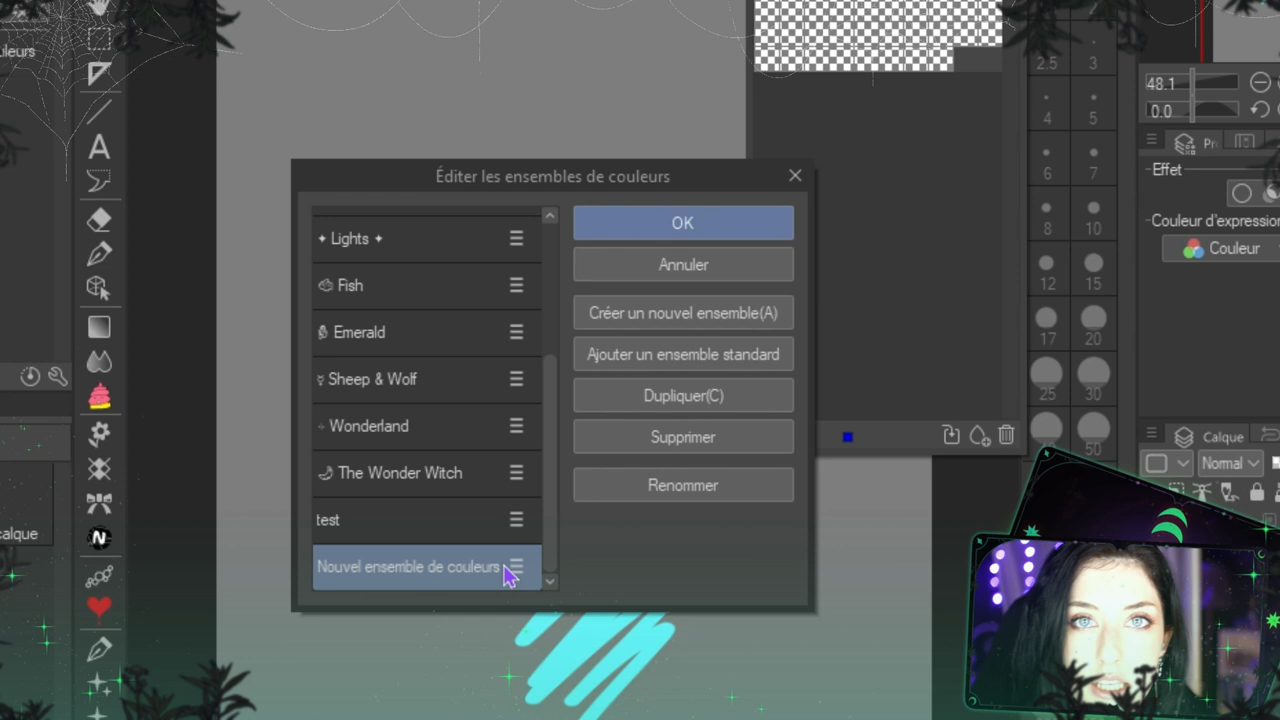 leurs
Éditer les ensembles de couleurs
✦ Lights ✦
Fish
Emerald
Sheep & Wolf
Wonderland
The Wonder Witch
test
Nouvel ensemble de couleurs
OK
Annuler
Créer un nouvel ensemble(A)
Ajouter un ensemble standard
Dupliquer(C)
Supprimer
Renommer
2.5 3
4 5
6 7
8 10
12 15
17 20
25 30
50
48.1
0.0
Pr
Effet
Couleur d'expression
Couleur
Calque
Normal
calque
A
N